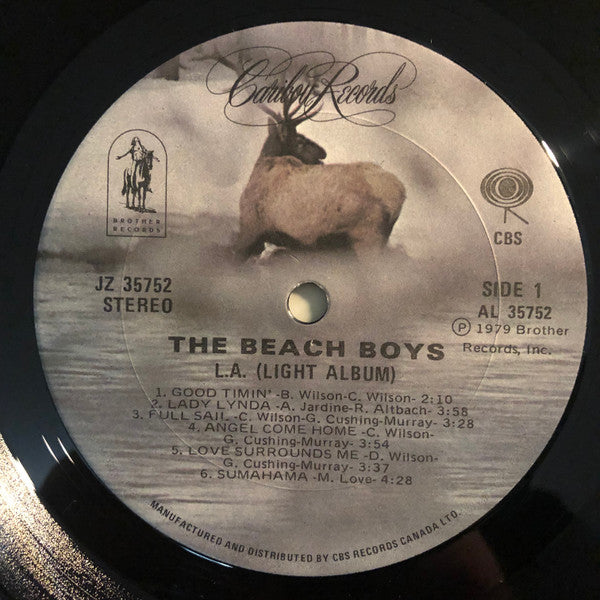 Caribou Records
BROTHER
RECORDS
CBS
JZ 35752
STEREO
SIDE 1
AL 35752
Ⓟ 1979 Brother
Records, Inc.
THE BEACH BOYS
L.A. (LIGHT ALBUM)
1. GOOD TIMIN' -B. Wilson-C. Wilson- 2:10
2. LADY LYNDA -A. Jardine-R. Altbach- 3:58
3. FULL SAIL -C. Wilson-G. Cushing-Murray- 3:28
4. ANGEL COME HOME -C. Wilson-
G. Cushing-Murray- 3:54
5. LOVE SURROUNDS ME -D. Wilson-
G. Cushing-Murray- 3:37
6. SUMAHAMA -M. Love- 4:28
MANUFACTURED AND DISTRIBUTED BY CBS RECORDS CANADA LTD.